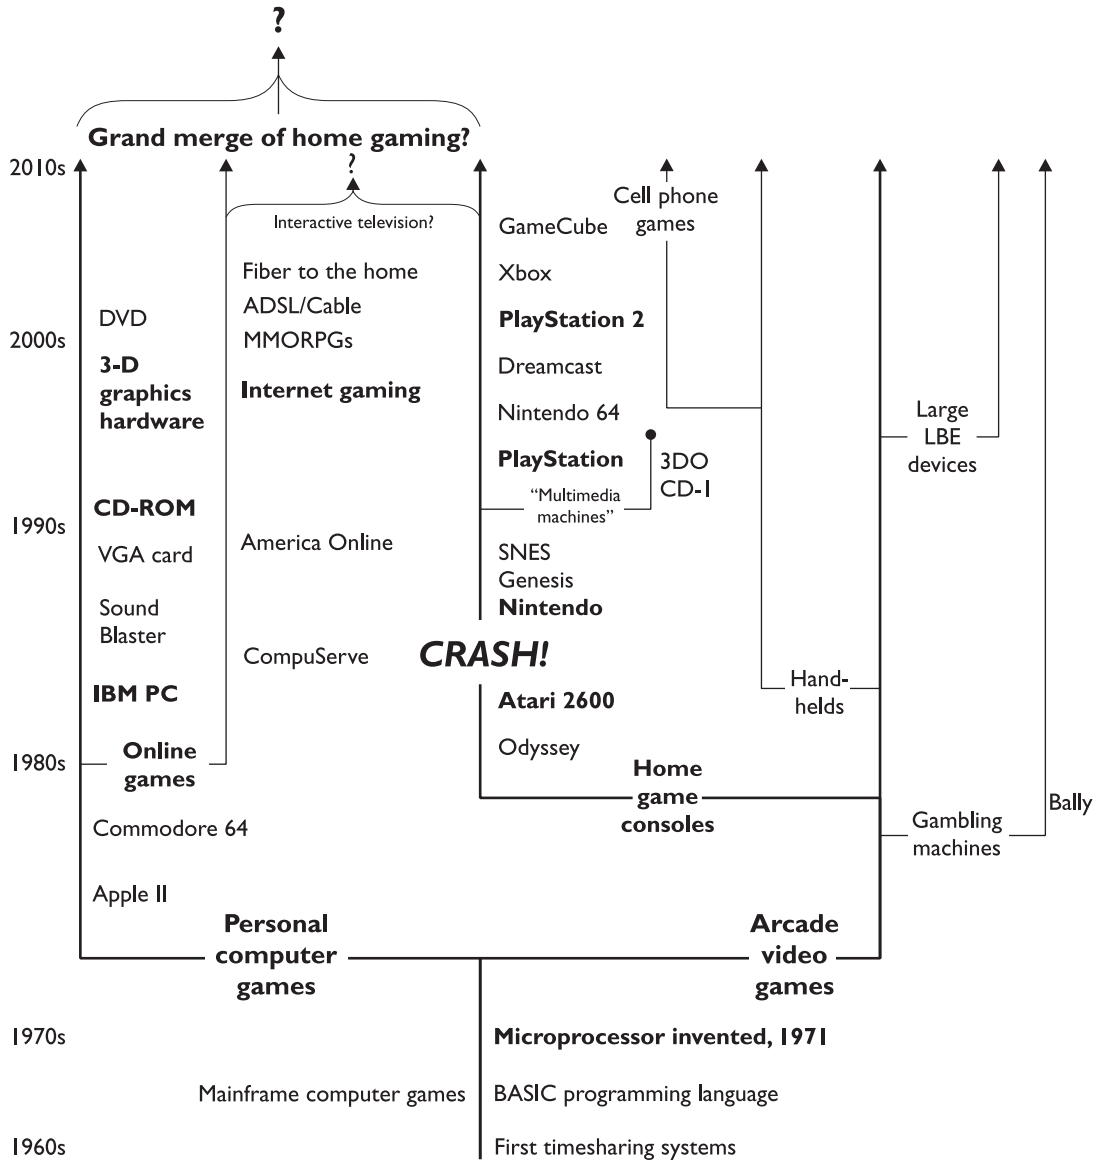 ?
Grand merge of home gaming?
2010s
?
Cell phone
games
Interactive television?
GameCube
Fiber to the home
Xbox
ADSL/Cable
DVD
PlayStation 2
2000s
MMORPGs
3-D
graphics
hardware
Dreamcast
Internet gaming
Nintendo 64
Large
LBE
devices
PlayStation
3DO
CD-I
"Multimedia
machines"
CD-ROM
1990s
America Online
VGA card
SNES
Genesis
Nintendo
Sound
Blaster
CompuServe
CRASH!
IBM PC
Atari 2600
Hand-
helds
Online
games
Odyssey
1980s
Home
game
consoles
Bally
Commodore 64
Gambling
machines
Apple II
Personal
computer
games
Arcade
video
games
1970s
Microprocessor invented, 1971
Mainframe computer games
BASIC programming language
1960s
First timesharing systems